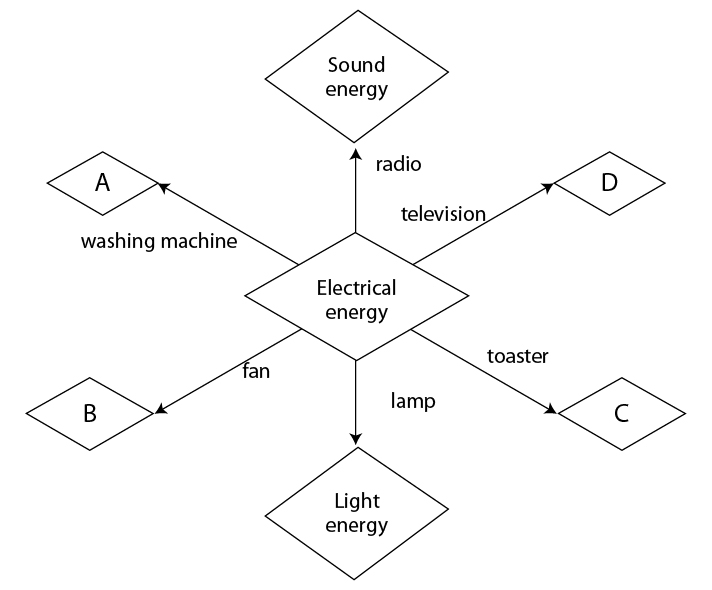 Sound
energy
radio
A
D
television
washing machine
Electrical
energy
toaster
fan
lamp
B
C
Light
energy